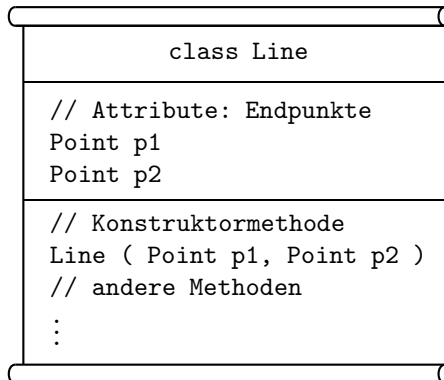 class Line
// Attribute: Endpunkte
Point p1
Point p2
// Konstruktormethode
Line ( Point p1, Point p2 )
// andere Methoden
⋮